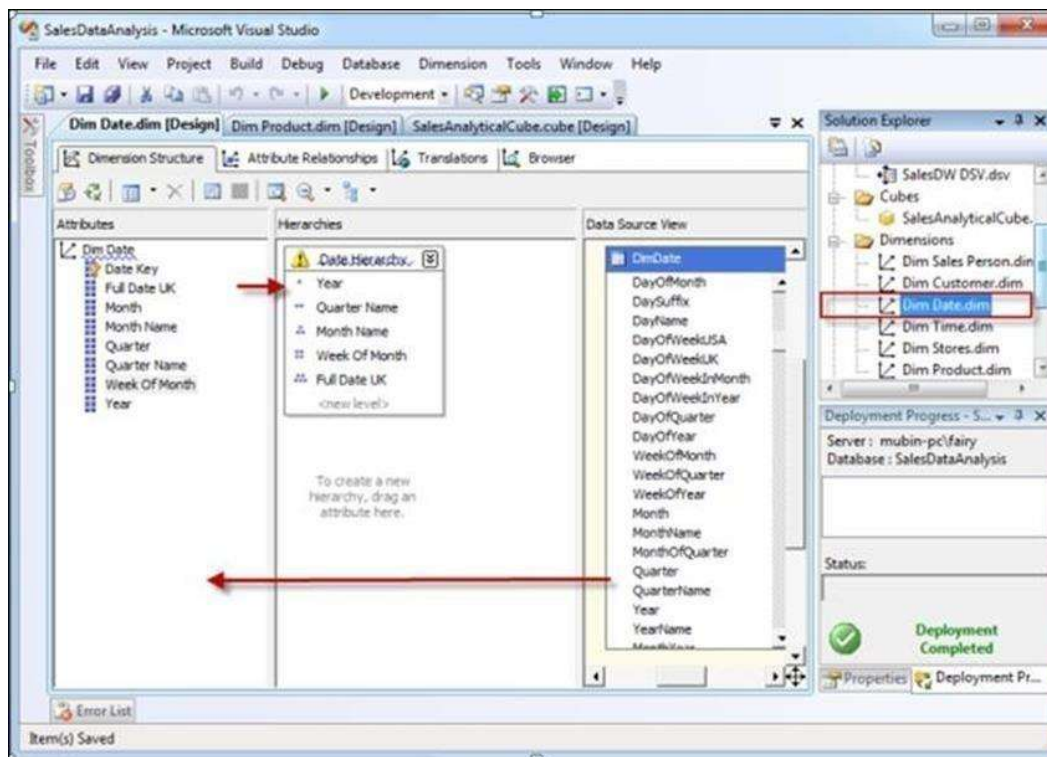 SalesDataAnalysis - Microsoft Visual Studio
File Edit View Project Build Debug Database Dimension Tools Window Help
Development
Toolbox
Dim Date.dim [Design] Dim Product.dim [Design] SalesAnalyticalCube.cube [Design]
Dimension Structure Attribute Relationships Translations Browser
Attributes
Dim Date
Date Key
Full Date UK
Month
Month Name
Quarter
Quarter Name
Week Of Month
Year
Hierarchies
Date Hierarchy
Year
Quarter Name
Month Name
Week Of Month
Full Date UK
<new level>
To create a new
hierarchy, drag an
attribute here.
Data Source View
DimDate
DayOfMonth
DaySuffix
DayName
DayOfWeekUSA
DayOfWeekUK
DayOfWeekInMonth
DayOfWeekInYear
DayOfQuarter
DayOfYear
WeekOfMonth
WeekOfQuarter
WeekOfYear
Month
MonthName
MonthOfQuarter
Quarter
QuarterName
Year
YearName
Solution Explorer
SalesDW DSV.dsv
Cubes
SalesAnalyticalCube.
Dimensions
Dim Sales Person.dim
Dim Customer.dim
Dim Date.dim
Dim Time.dim
Dim Stores.dim
Dim Product.dim
Deployment Progress - S...
Server : mubin-pc\fairy
Database : SalesDataAnalysis
Status:
Deployment
Completed
Properties Deployment Pr...
Error List
Item(s) Saved